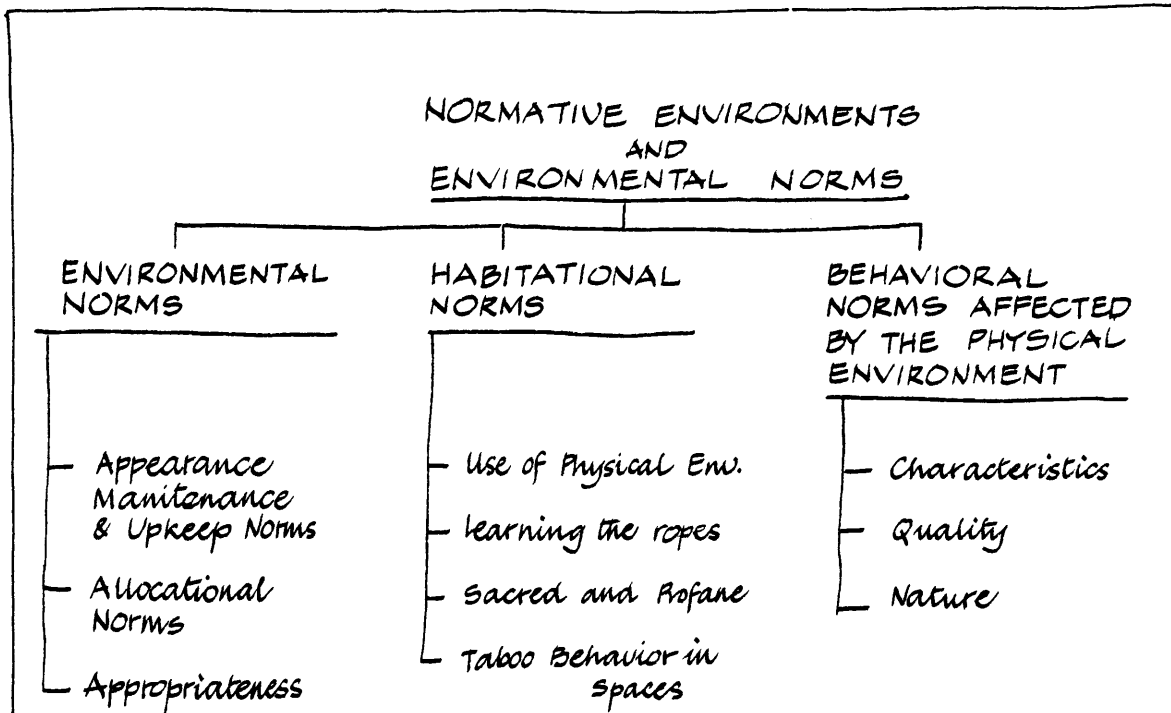 NORMATIVE ENVIRONMENTS
AND
ENVIRONMENTAL NORMS
ENVIRONMENTAL
NORMS
Appearance
Manitenance
& Upkeep Norms
Allocational
Norms
Appropriateness
HABITATIONAL
NORMS
Use of Physical Env.
learning the ropes
Sacred and Profane
Taboo Behavior in
spaces
BEHAVIORAL
NORMS AFFECTED
BY THE PHYSICAL
ENVIRONMENT
Characteristics
Quality
Nature